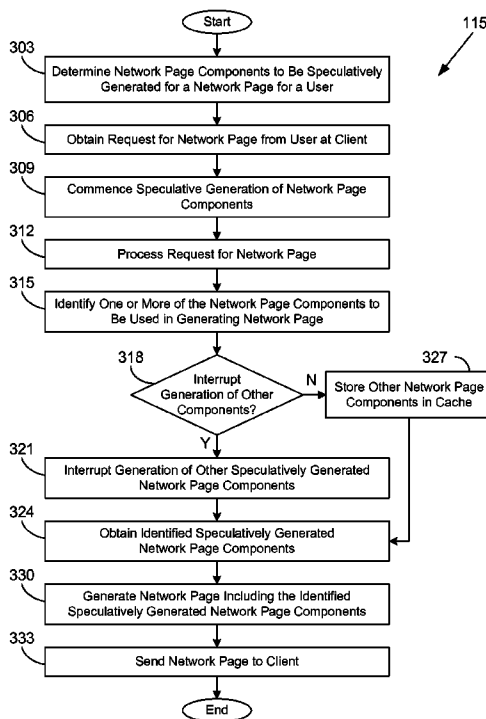 Start
115
303
Determine Network Page Components to Be Speculatively
Generated for a Network Page for a User
306
Obtain Request for Network Page from User at Client
309
Commence Speculative Generation of Network Page
Components
312
Process Request for Network Page
315
Identify One or More of the Network Page Components to
Be Used in Generating Network Page
318
Interrupt
Generation of Other
Components?
N
327
Store Other Network Page
Components in Cache
Y
321
Interrupt Generation of Other Speculatively Generated
Network Page Components
324
Obtain Identified Speculatively Generated
Network Page Components
330
Generate Network Page Including the Identified
Speculatively Generated Network Page Components
333
Send Network Page to Client
End